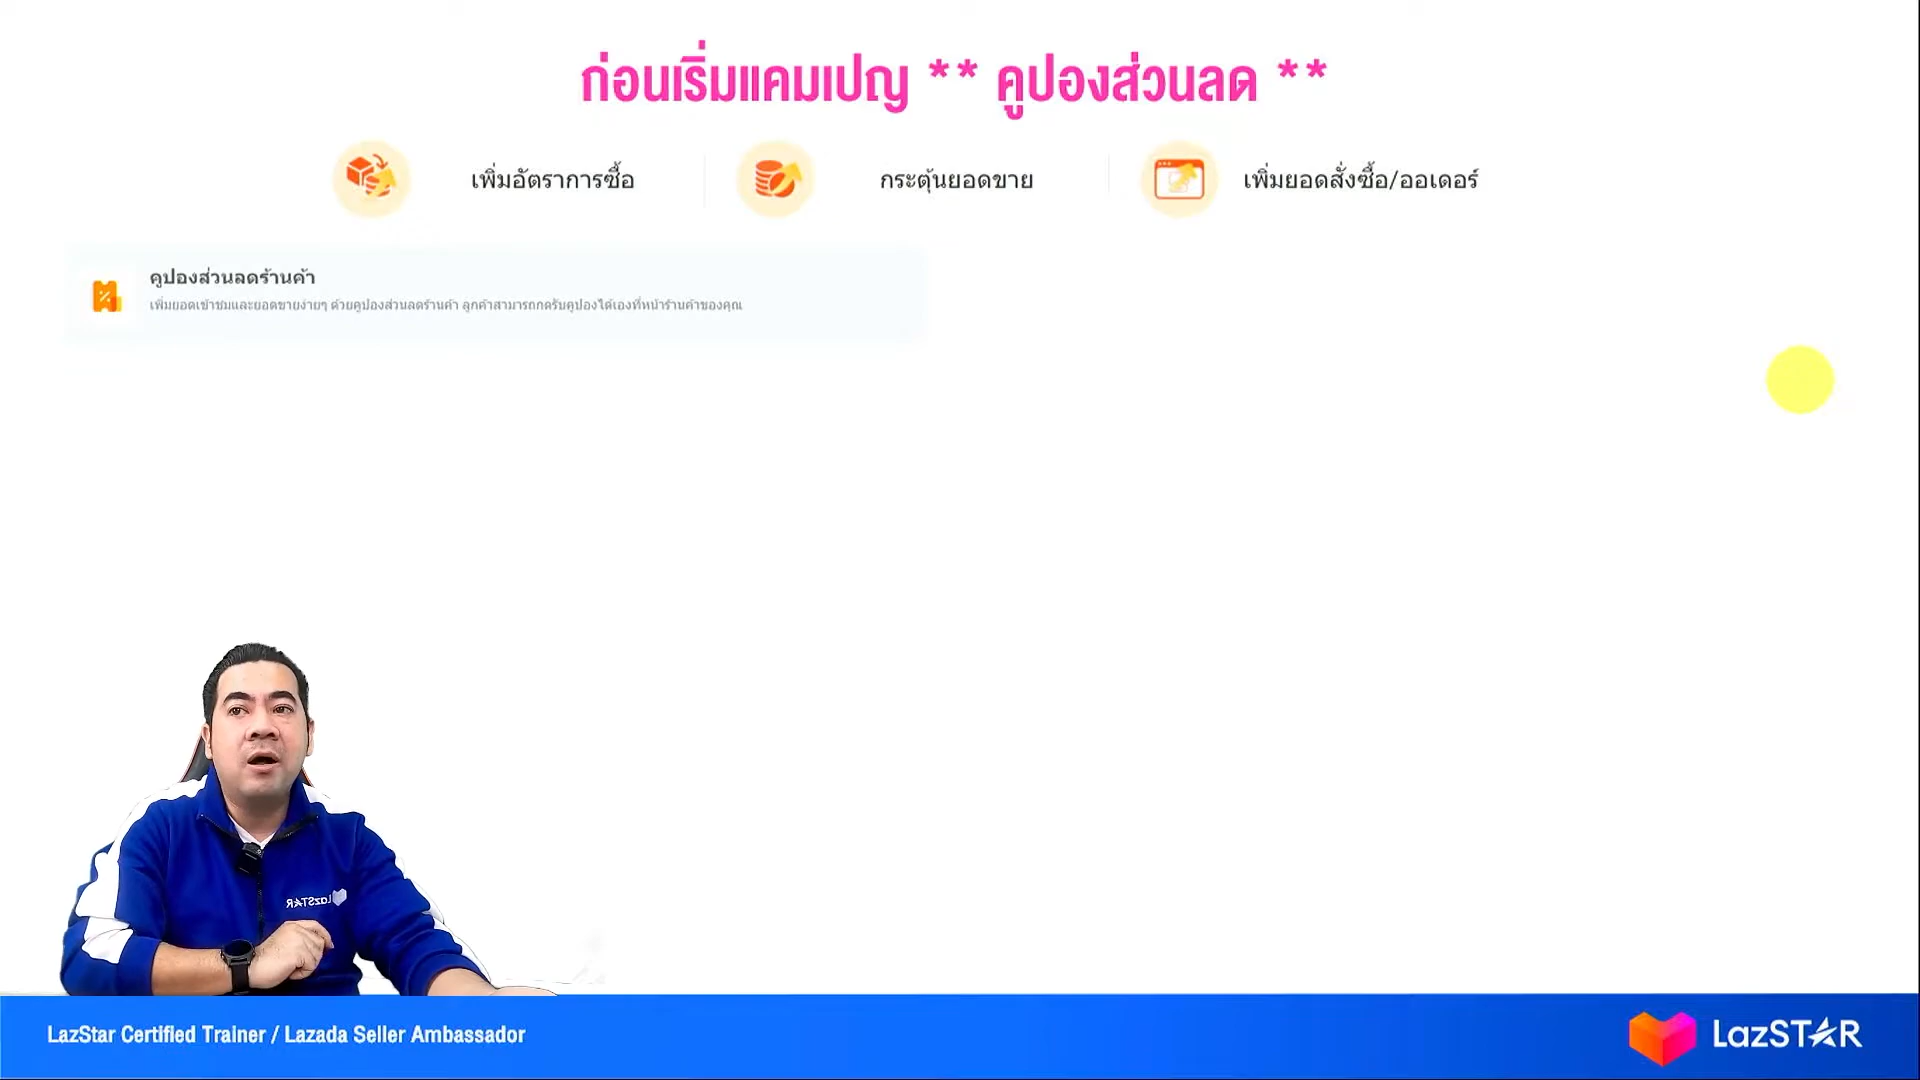 ก่อนเริ่มแคมเปญ ** คูปองส่วนลด **
เพิ่มอัตราการซื้อ
กระตุ้นยอดขาย
เพิ่มยอดสั่งซื้อ/ออเดอร์
คูปองส่วนลดร้านค้า
เพิ่มยอดเข้าชมและยอดขายง่ายๆ ด้วยคูปองส่วนลดร้านค้า ลูกค้าสามารถกดรับคูปองได้เองที่หน้าร้านค้าของคุณ
LazSTAR
LazStar Certified Trainer / Lazada Seller Ambassador
LazSTAR